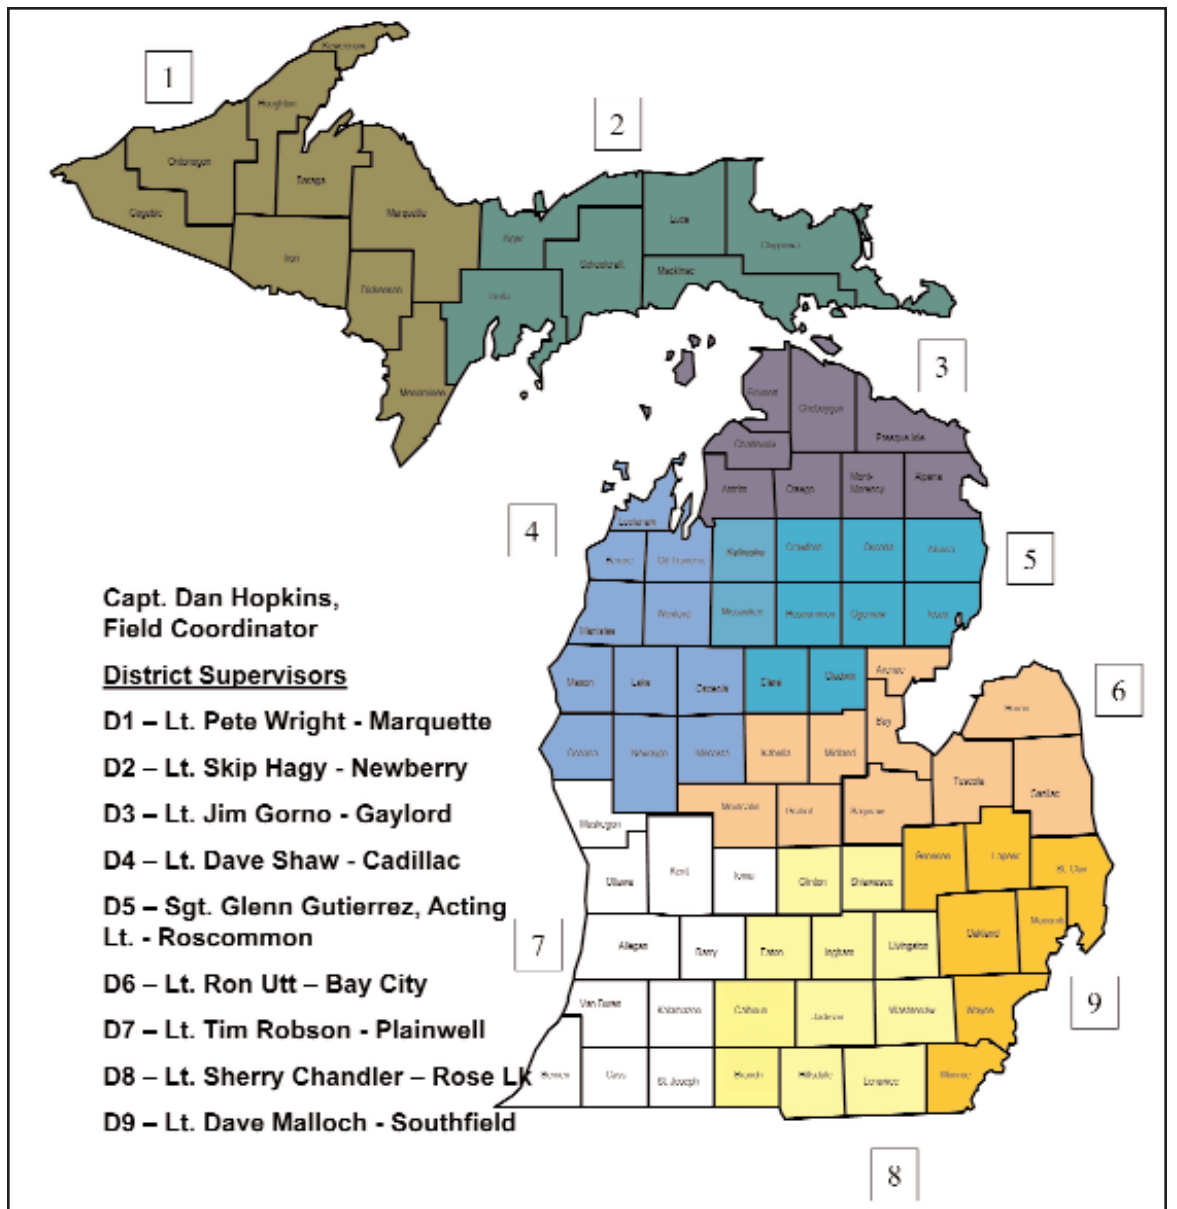 1
2
3
4
5
6
7
8
9
Keweenaw
Houghton
Ontonagon
Baraga
Gogebic
Marquette
Iron
Dickinson
Menominee
Alger
Luce
Chippewa
Schoolcraft
Mackinac
Delta
Emmet
Cheboygan
Presque Isle
Charlevoix
Antrim
Otsego
Mont-
Morency
Alpena
Leelanau
Benzie
Gd Traverse
Kalkaska
Crawford
Oscoda
Alcona
Manistee
Wexford
Missaukee
Roscommon
Ogemaw
Iosco
Mason
Lake
Osceola
Clare
Gladwin
Arenac
Huron
Oceana
Newaygo
Mecosta
Isabella
Midland
Bay
Tuscola
Sanilac
Muskegon
Montcalm
Gratiot
Saginaw
Genesee
Lapeer
St. Clair
Ottawa
Kent
Ionia
Clinton
Shiawassee
Oakland
Macomb
Allegan
Barry
Eaton
Ingham
Livingston
Van Buren
Kalamazoo
Calhoun
Jackson
Washtenaw
Wayne
Berrien
Cass
St. Joseph
Branch
Hillsdale
Lenawee
Monroe
Capt. Dan Hopkins,
Field Coordinator
District Supervisors
D1 – Lt. Pete Wright - Marquette
D2 – Lt. Skip Hagy - Newberry
D3 – Lt. Jim Gorno - Gaylord
D4 – Lt. Dave Shaw - Cadillac
D5 – Sgt. Glenn Gutierrez, Acting
Lt. - Roscommon
D6 – Lt. Ron Utt – Bay City
D7 – Lt. Tim Robson - Plainwell
D8 – Lt. Sherry Chandler – Rose Lk
D9 – Lt. Dave Malloch - Southfield